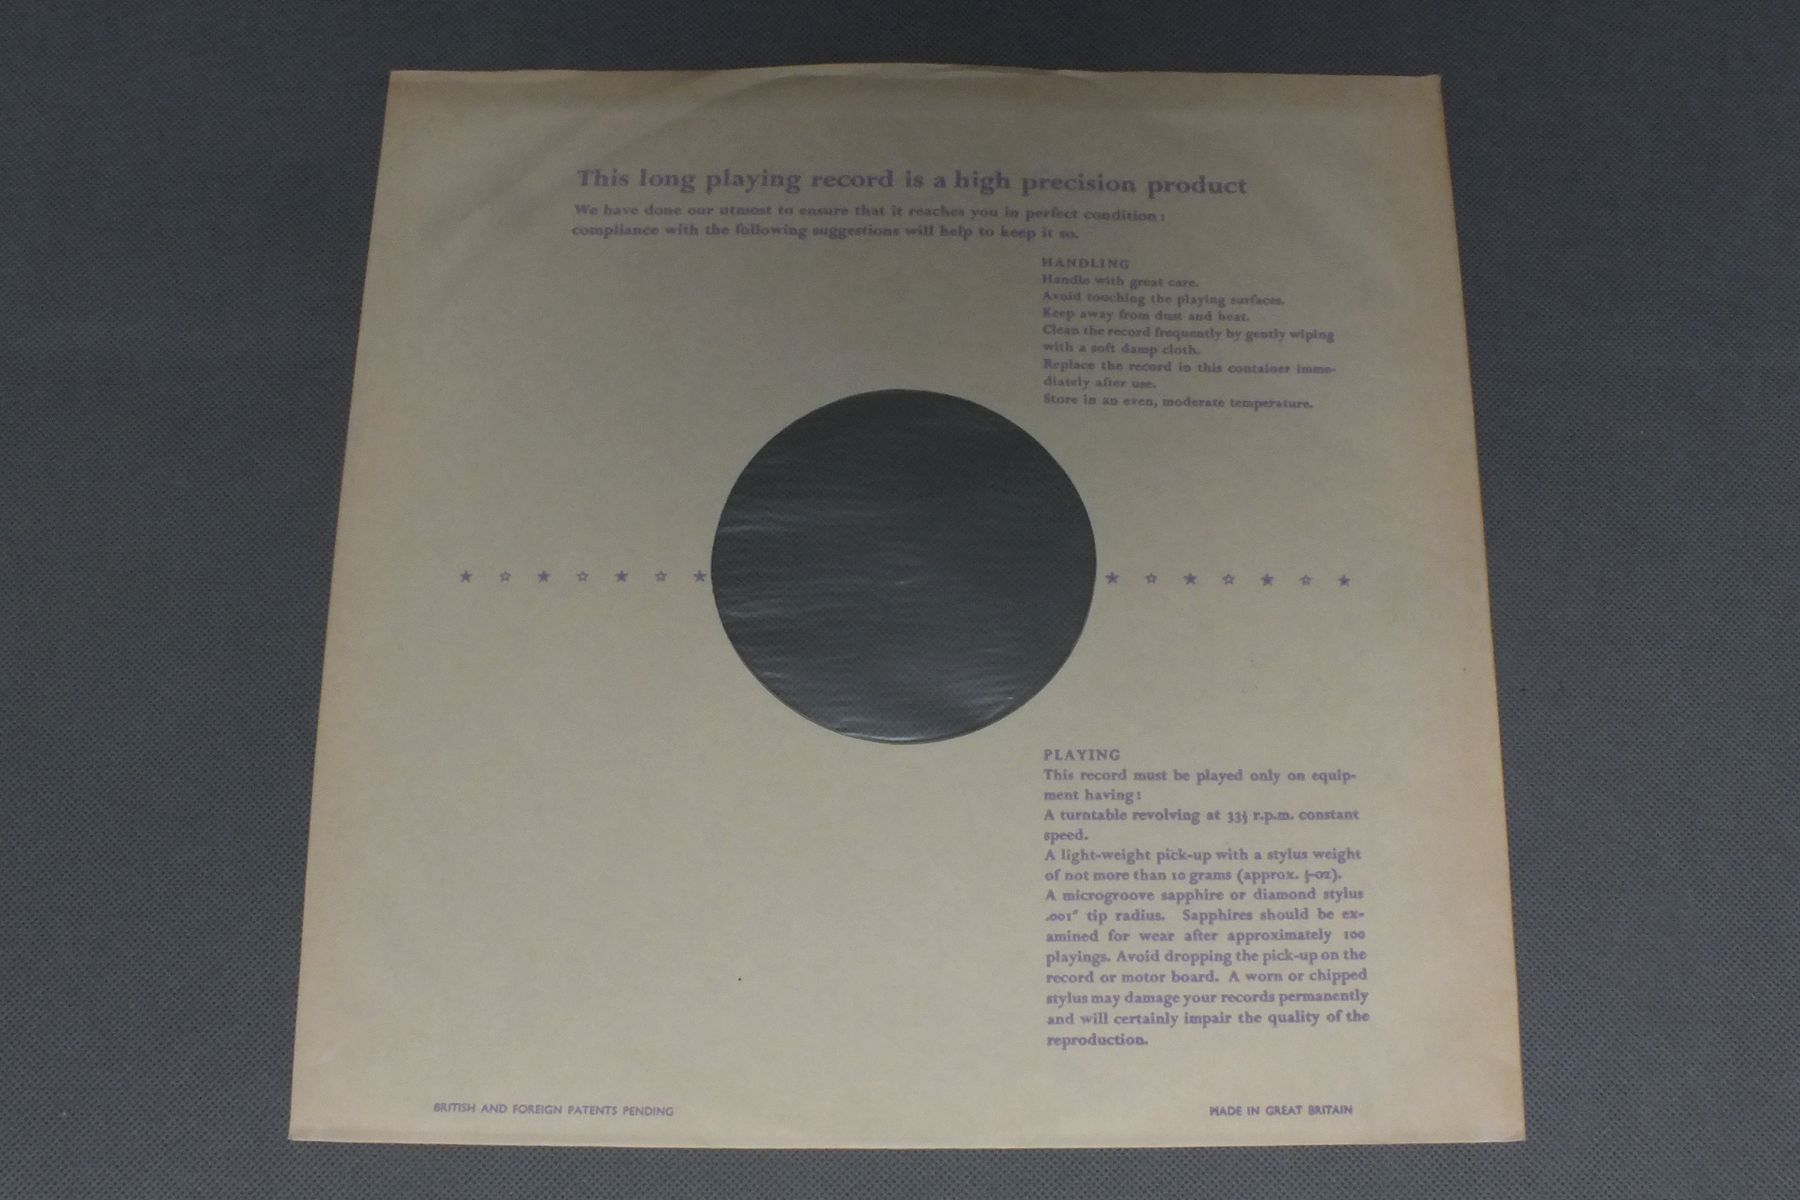 This long playing record is a high precision product
We have done our utmost to ensure that it reaches you in perfect condition:
compliance with the following suggestions will help to keep it so.
HANDLING
Handle with great care.
Avoid touching the playing surfaces.
Keep away from dust and heat.
Clean the record frequently by gently wiping
with a soft damp cloth.
Replace the record in this container imme-
diately after use.
Store in an even, moderate temperature.
PLAYING
This record must be played only on equip-
ment having:
A turntable revolving at 33⅓ r.p.m. constant
speed.
A light-weight pick-up with a stylus weight
of not more than 10 grams (approx. ⅓-oz).
A microgroove sapphire or diamond stylus
.001" tip radius. Sapphires should be ex-
amined for wear after approximately 100
playings. Avoid dropping the pick-up on the
record or motor board. A worn or chipped
stylus may damage your records permanently
and will certainly impair the quality of the
reproduction.
BRITISH AND FOREIGN PATENTS PENDING
MADE IN GREAT BRITAIN